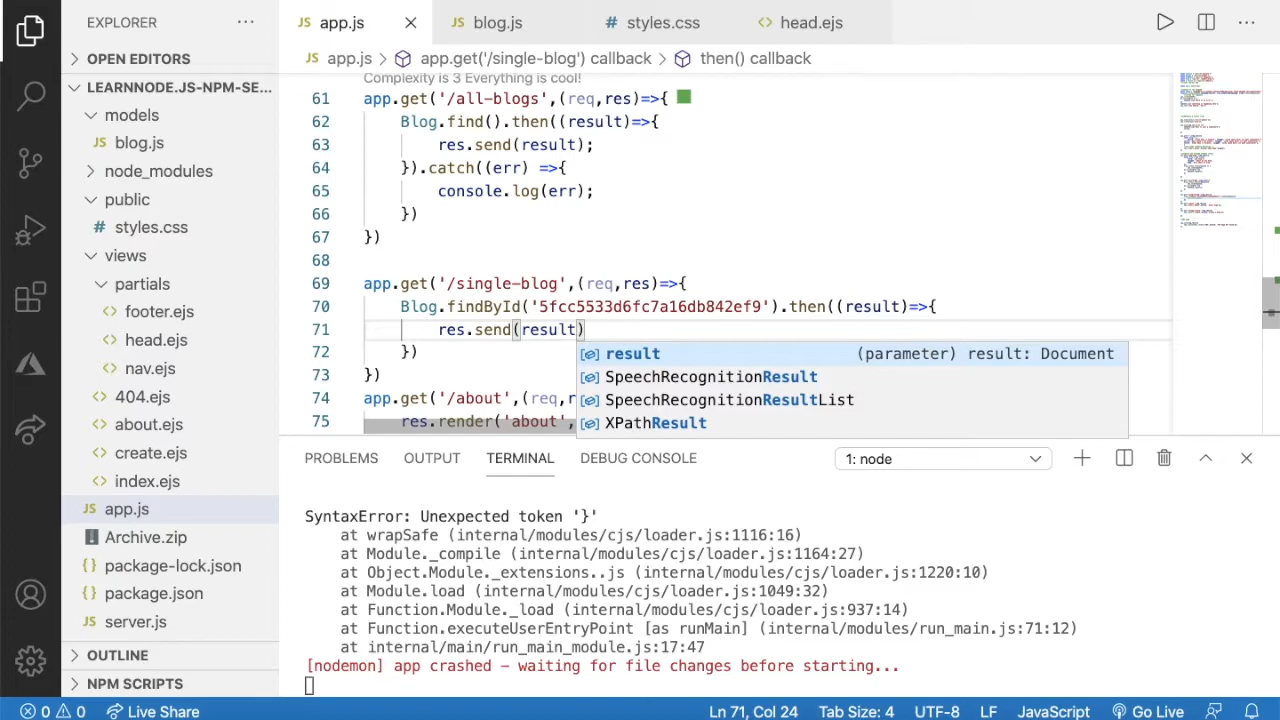 EXPLORER
OPEN EDITORS
LEARNNODE.JS-NPM-SE...
models
blog.js
node_modules
public
styles.css
views
partials
footer.ejs
head.ejs
nav.ejs
404.ejs
about.ejs
create.ejs
index.ejs
app.js
Archive.zip
package-lock.json
package.json
server.js
OUTLINE
NPM SCRIPTS
JS app.js
JS blog.js
# styles.css
<> head.ejs
JS app.js > app.get('/single-blog') callback > then() callback
Complexity is 3 Everything is cool!
61 app.get('/all-blogs',(req,res)=>{
62 Blog.find().then((result)=>{
63 res.send(result);
64 }).catch((err) =>{
65 console.log(err);
66 })
67 })
68
69 app.get('/single-blog',(req,res)=>{
70 Blog.findById('5fcc5533d6fc7a16db842ef9').then((result)=>{
71 res.send(result)
72 })
73 })
74 app.get('/about',(req,r
75 res.render('about',
result (parameter) result: Document
SpeechRecognitionResult
SpeechRecognitionResultList
XPathResult
PROBLEMS OUTPUT TERMINAL DEBUG CONSOLE 1: node
SyntaxError: Unexpected token '}'
at wrapSafe (internal/modules/cjs/loader.js:1116:16)
at Module._compile (internal/modules/cjs/loader.js:1164:27)
at Object.Module._extensions..js (internal/modules/cjs/loader.js:1220:10)
at Module.load (internal/modules/cjs/loader.js:1049:32)
at Function.Module._load (internal/modules/cjs/loader.js:937:14)
at Function.executeUserEntryPoint [as runMain] (internal/modules/run_main.js:71:12)
at internal/main/run_main_module.js:17:47
[nodemon] app crashed - waiting for file changes before starting...
0 0 Live Share Ln 71, Col 24 Tab Size: 4 UTF-8 LF JavaScript Go Live